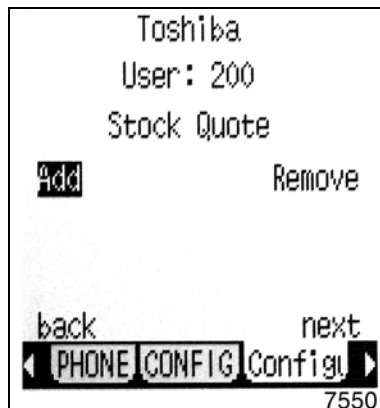 Toshiba
User: 200
Stock Quote
Add Remove
back next
PHONE CONFIG Configu
7550